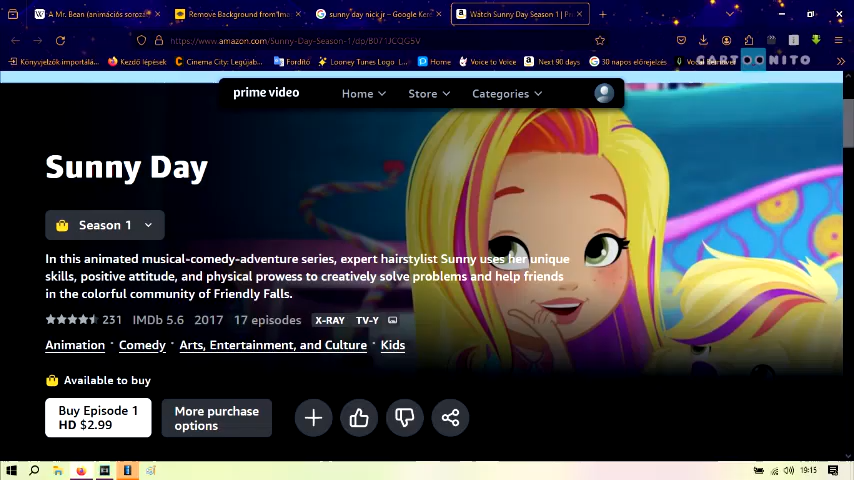 A Mr. Bean (animációs sorozat
Remove Background from Ima
sunny day nick jr – Google Kere
Watch Sunny Day Season 1 | Pr
https://www.amazon.com/Sunny-Day-Season-1/dp/B071JCQG5V
Könyvjelzők importálá...
Kezdő lépések
Cinema City: Legújab...
Fordító
Looney Tunes Logo, L...
Home
Voice to Voice
Next 90 days
30 napos előrejelzés
Vocal Remover
CARTOONITO
prime video
Home
Store
Categories
Sunny Day
Season 1
In this animated musical-comedy-adventure series, expert hairstylist Sunny uses her unique
skills, positive attitude, and physical prowess to creatively solve problems and help friends
in the colorful community of Friendly Falls.
231 IMDb 5.6 2017 17 episodes X-RAY TV-Y
Animation · Comedy · Arts, Entertainment, and Culture · Kids
Available to buy
Buy Episode 1
HD $2.99
More purchase
options
19:15